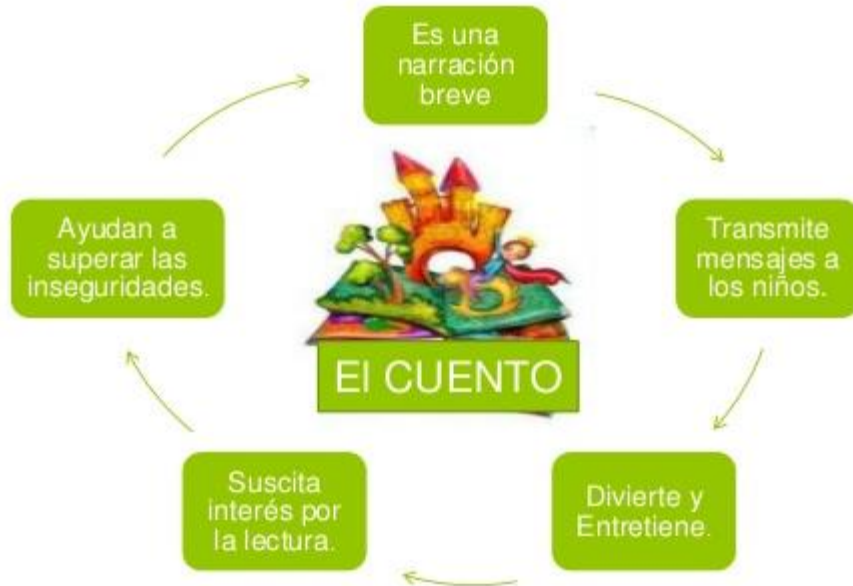 Es una
narración
breve
Transmite
mensajes a
los niños.
Divierte y
Entretiene.
Suscita
interés por
la lectura.
Ayudan a
superar las
inseguridades.
El CUENTO